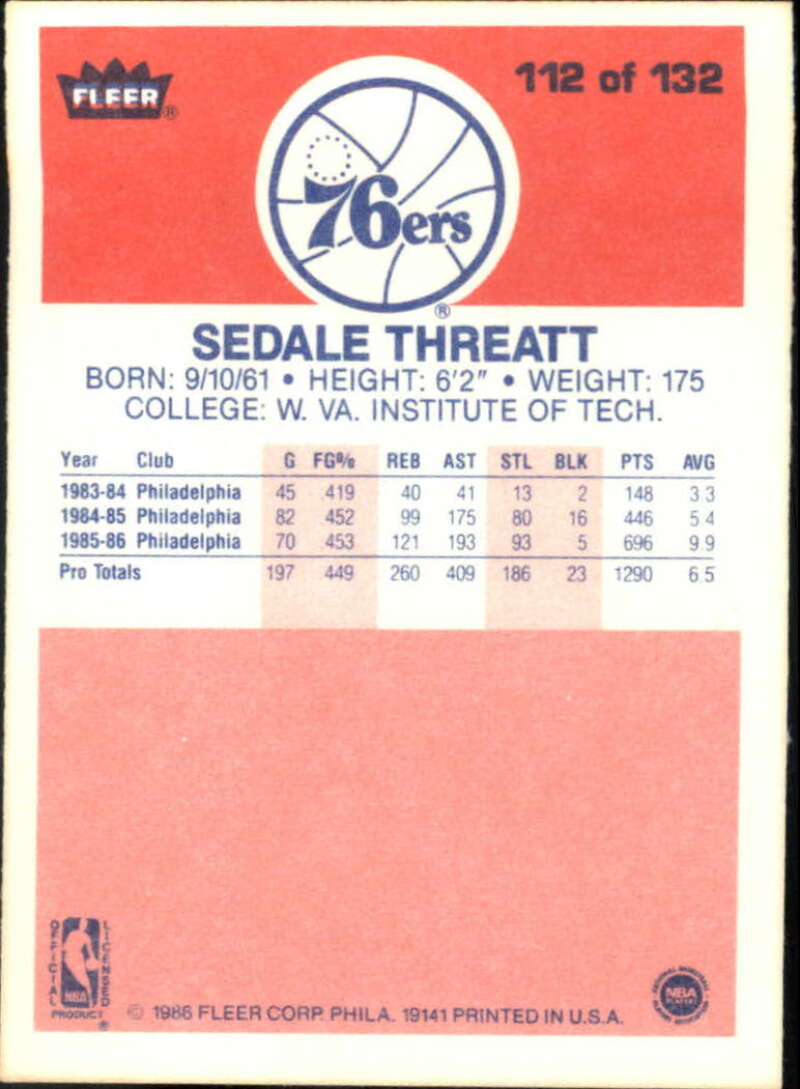 FLEER®
112 of 132
76ers
®
SEDALE THREATT
BORN: 9/10/61 • HEIGHT: 6'2" • WEIGHT: 175
COLLEGE: W. VA. INSTITUTE OF TECH.
Year Club G FG% REB AST STL BLK PTS AVG
1983-84 Philadelphia 45 .419 40 41 13 2 148 3.3
1984-85 Philadelphia 82 .452 99 175 80 16 446 5.4
1985-86 Philadelphia 70 .453 121 193 93 5 696 9.9
Pro Totals 197 .449 260 409 186 23 1290 6.5
OFFICIAL
NBA
LICENSED
PRODUCT
®
© 1986 FLEER CORP. PHILA. 19141 PRINTED IN U.S.A.
NBA
PLAYERS